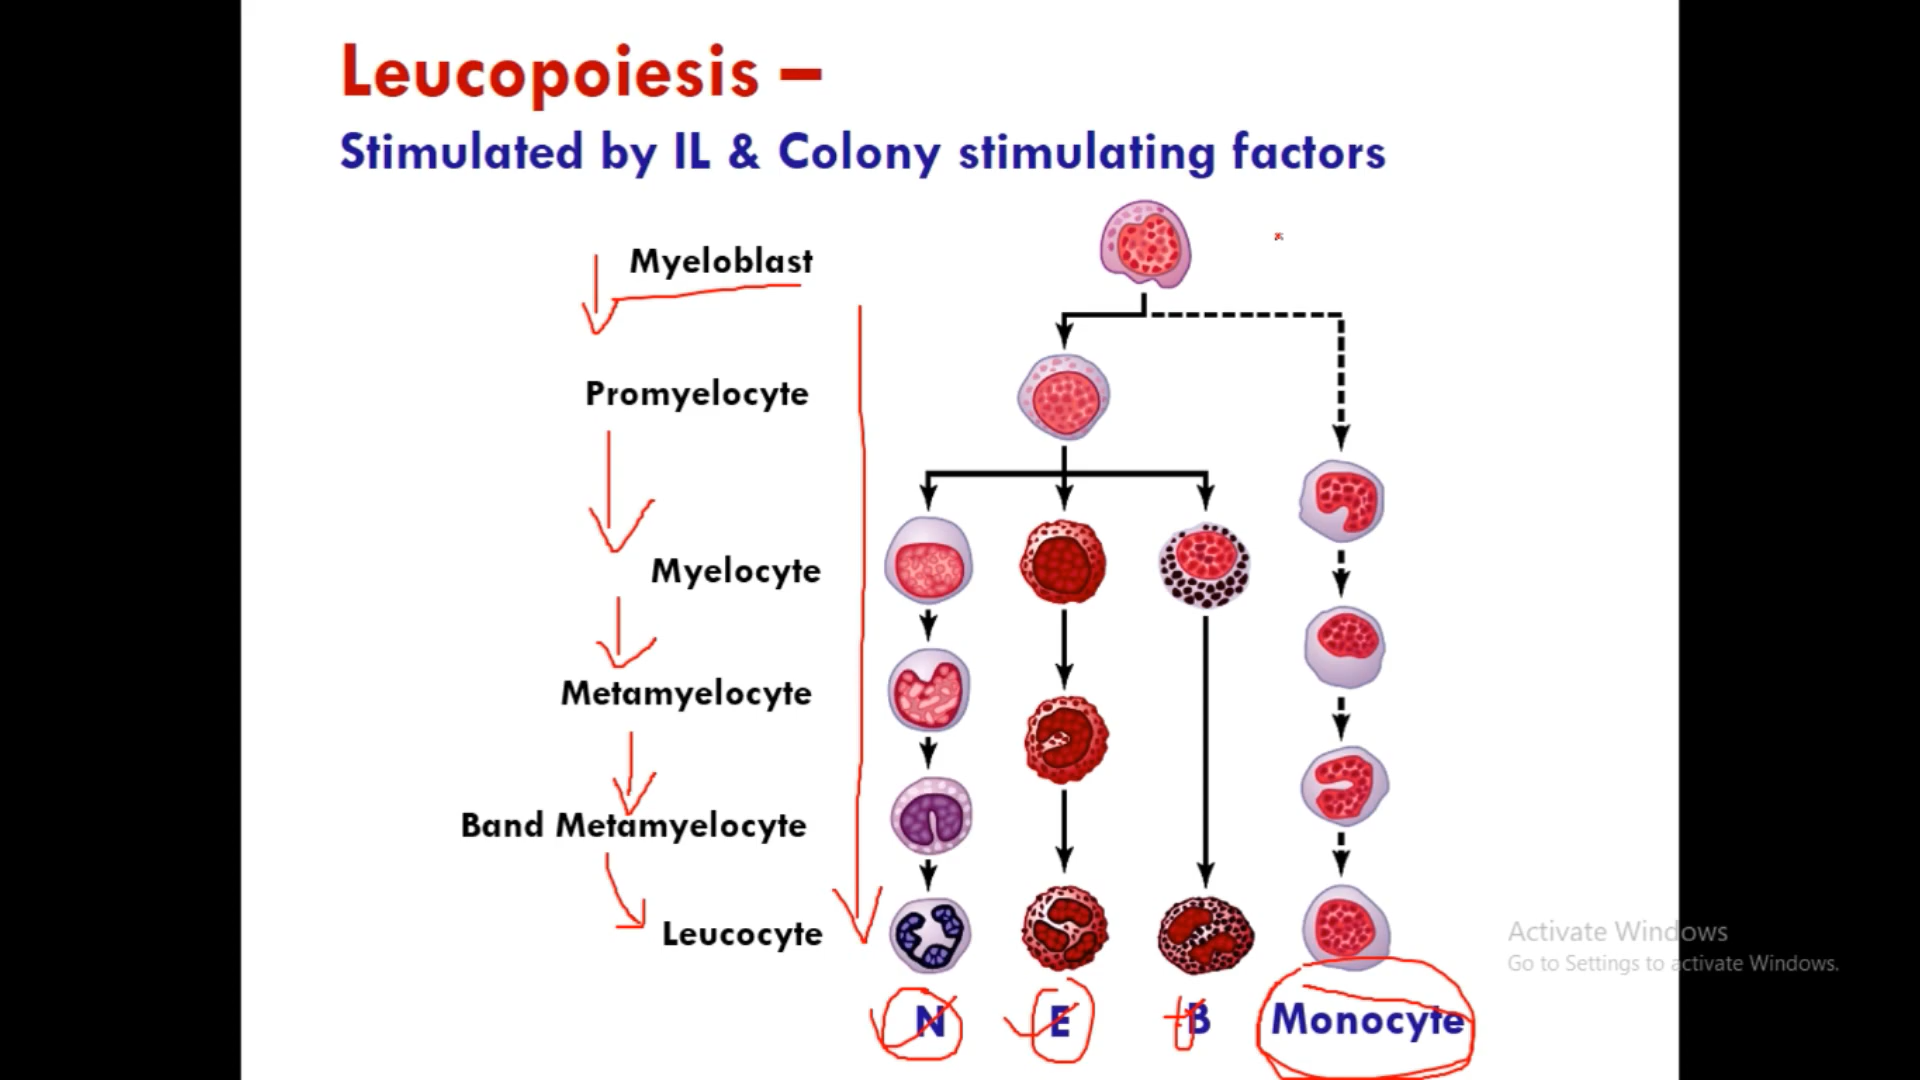 Leucopoiesis –
Stimulated by IL & Colony stimulating factors
Myeloblast
Promyelocyte
Myelocyte
Metamyelocyte
Band Metamyelocyte
Leucocyte
N E B Monocyte
Activate Windows
Go to Settings to activate Windows.